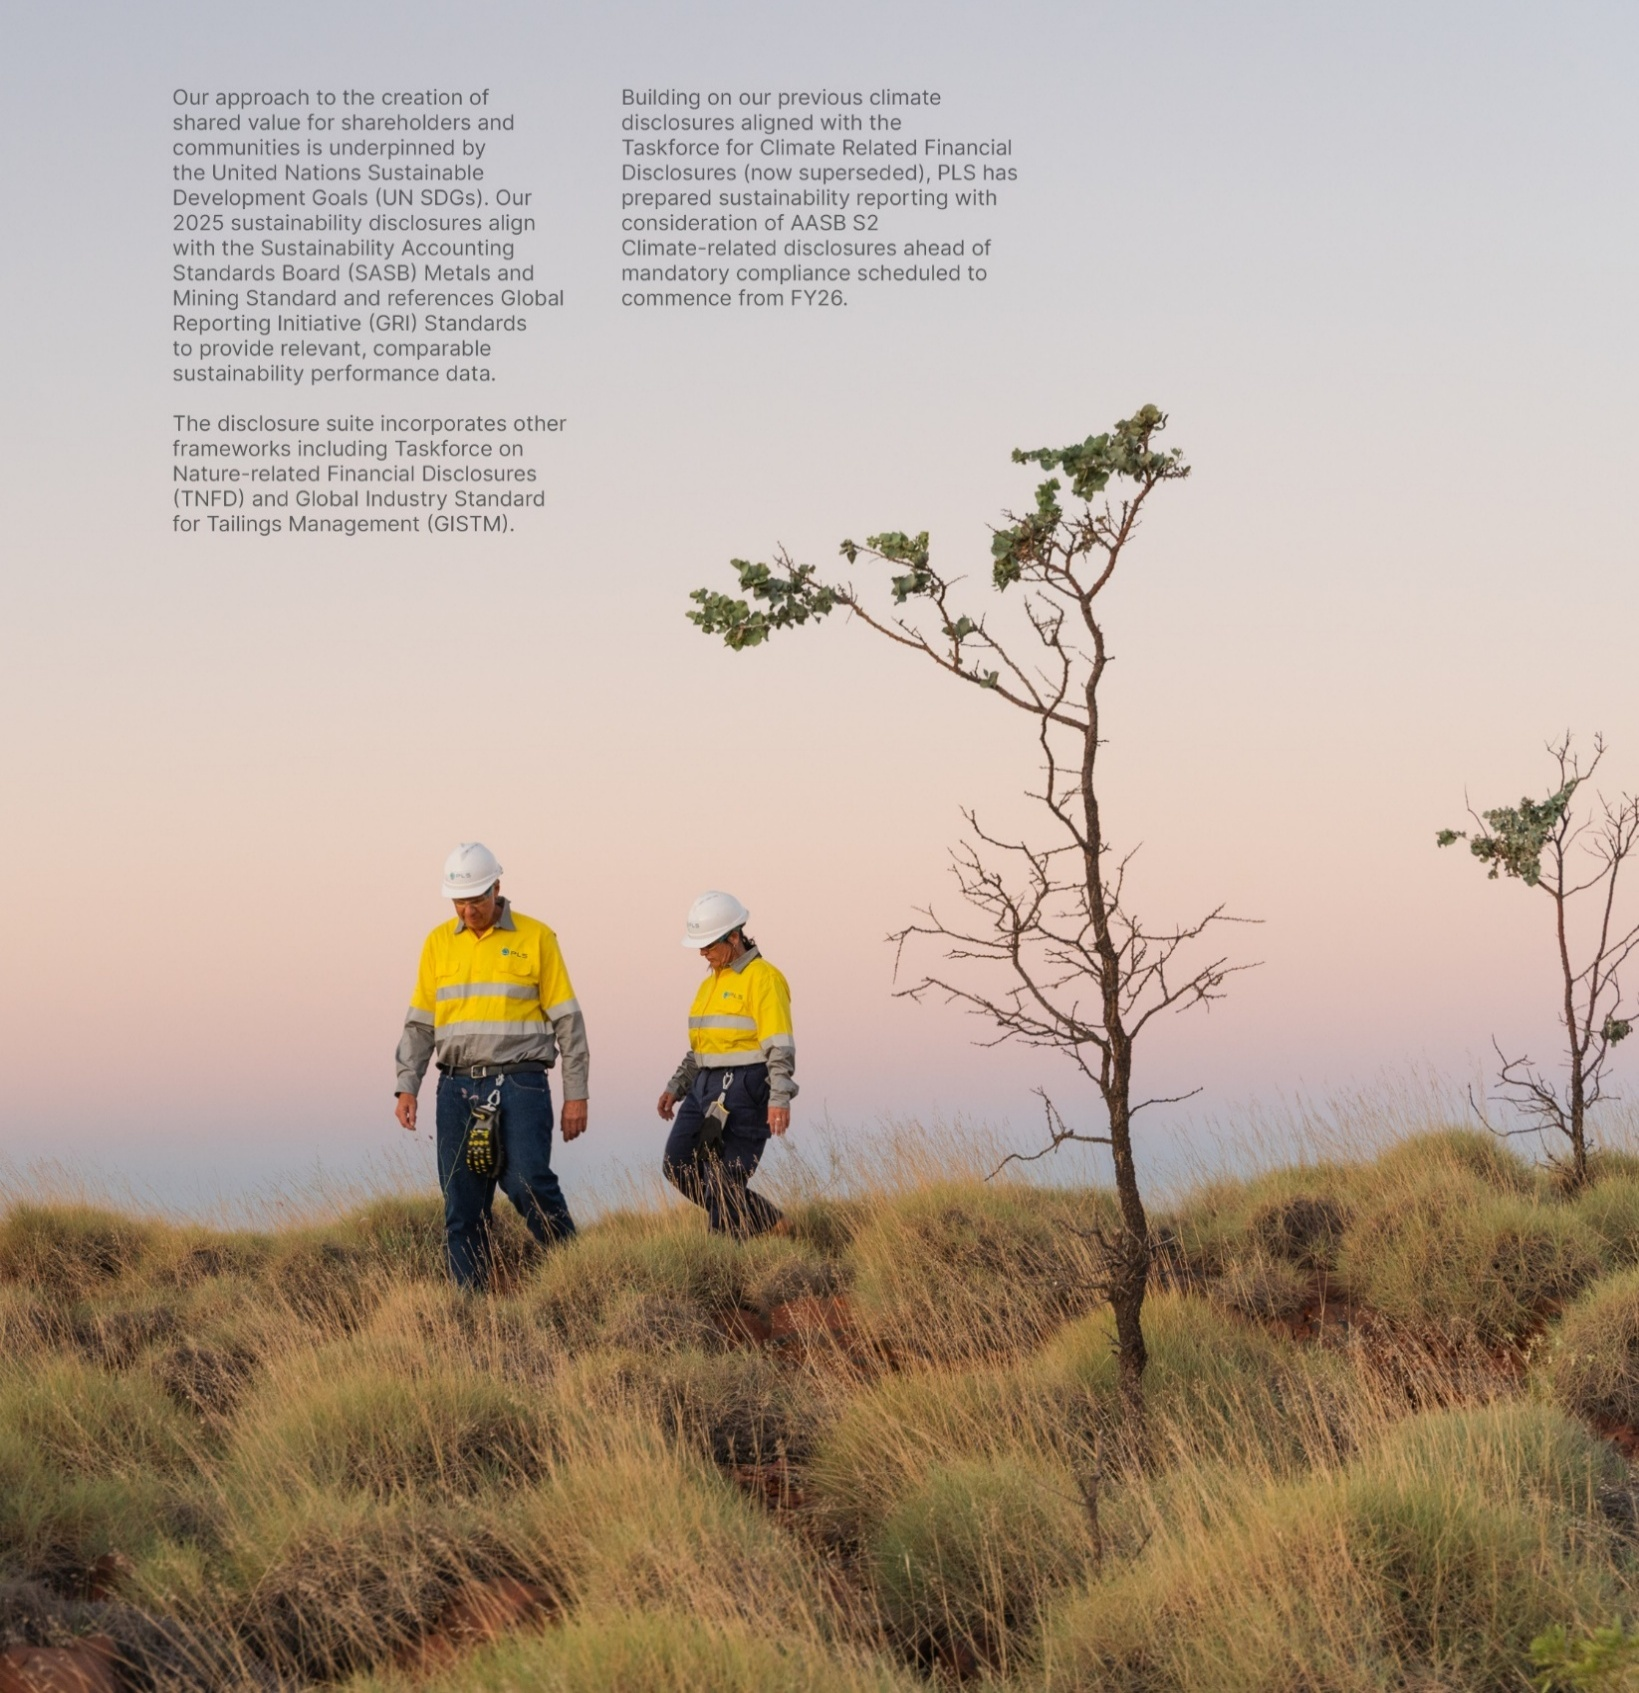 Our approach to the creation of
shared value for shareholders and
communities is underpinned by
the United Nations Sustainable
Development Goals (UN SDGs). Our
2025 sustainability disclosures align
with the Sustainability Accounting
Standards Board (SASB) Metals and
Mining Standard and references Global
Reporting Initiative (GRI) Standards
to provide relevant, comparable
sustainability performance data.
The disclosure suite incorporates other
frameworks including Taskforce on
Nature-related Financial Disclosures
(TNFD) and Global Industry Standard
for Tailings Management (GISTM).
Building on our previous climate
disclosures aligned with the
Taskforce for Climate Related Financial
Disclosures (now superseded), PLS has
prepared sustainability reporting with
consideration of AASB S2
Climate-related disclosures ahead of
mandatory compliance scheduled to
commence from FY26.
PLS
PLS
PLS
PLS